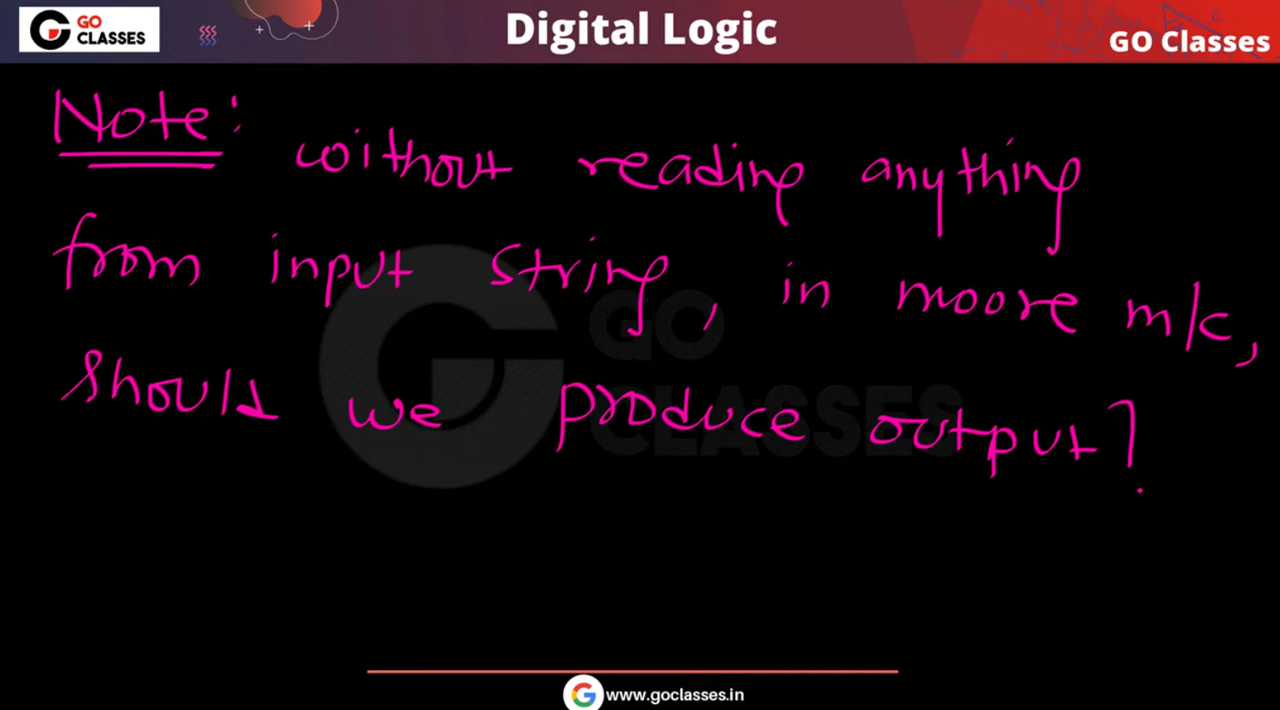 GO CLASSES
Digital Logic
GO Classes
Note: without reading anything
from input string, in moore m/c,
should we produce output?
GO
CLASSES
www.goclasses.in